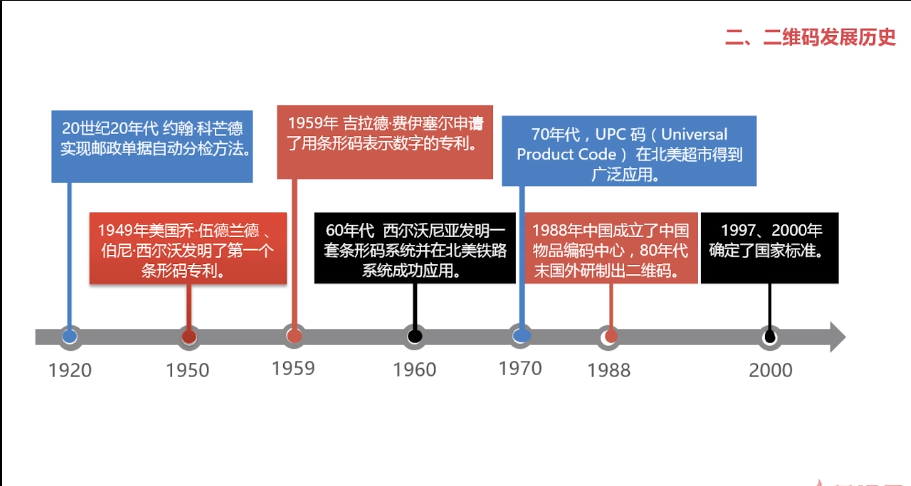 二、二维码发展历史
20世纪20年代 约翰·科芒德
实现邮政单据自动分检方法。
1959年 吉拉德·费伊塞尔申请
了用条形码表示数字的专利。
70年代，UPC 码（Universal
Product Code ） 在北美超市得到
广泛应用。
1949年美国乔·伍德兰德 、
伯尼·西尔沃发明了第一个
条形码专利。
60年代 西尔沃尼亚发明一
套条形码系统并在北美铁路
系统成功应用。
1988年中国成立了中国
物品编码中心，80年代
末国外研制出二维码。
1997、2000年
确定了国家标准。
1920
1950
1959
1960
1970
1988
2000